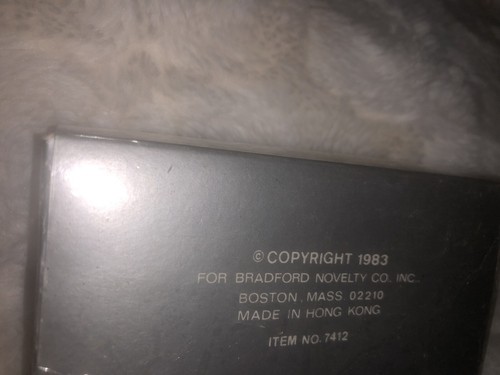 © COPYRIGHT 1983
FOR BRADFORD NOVELTY CO., INC.
BOSTON, MASS. 02210
MADE IN HONG KONG
ITEM NO. 7412